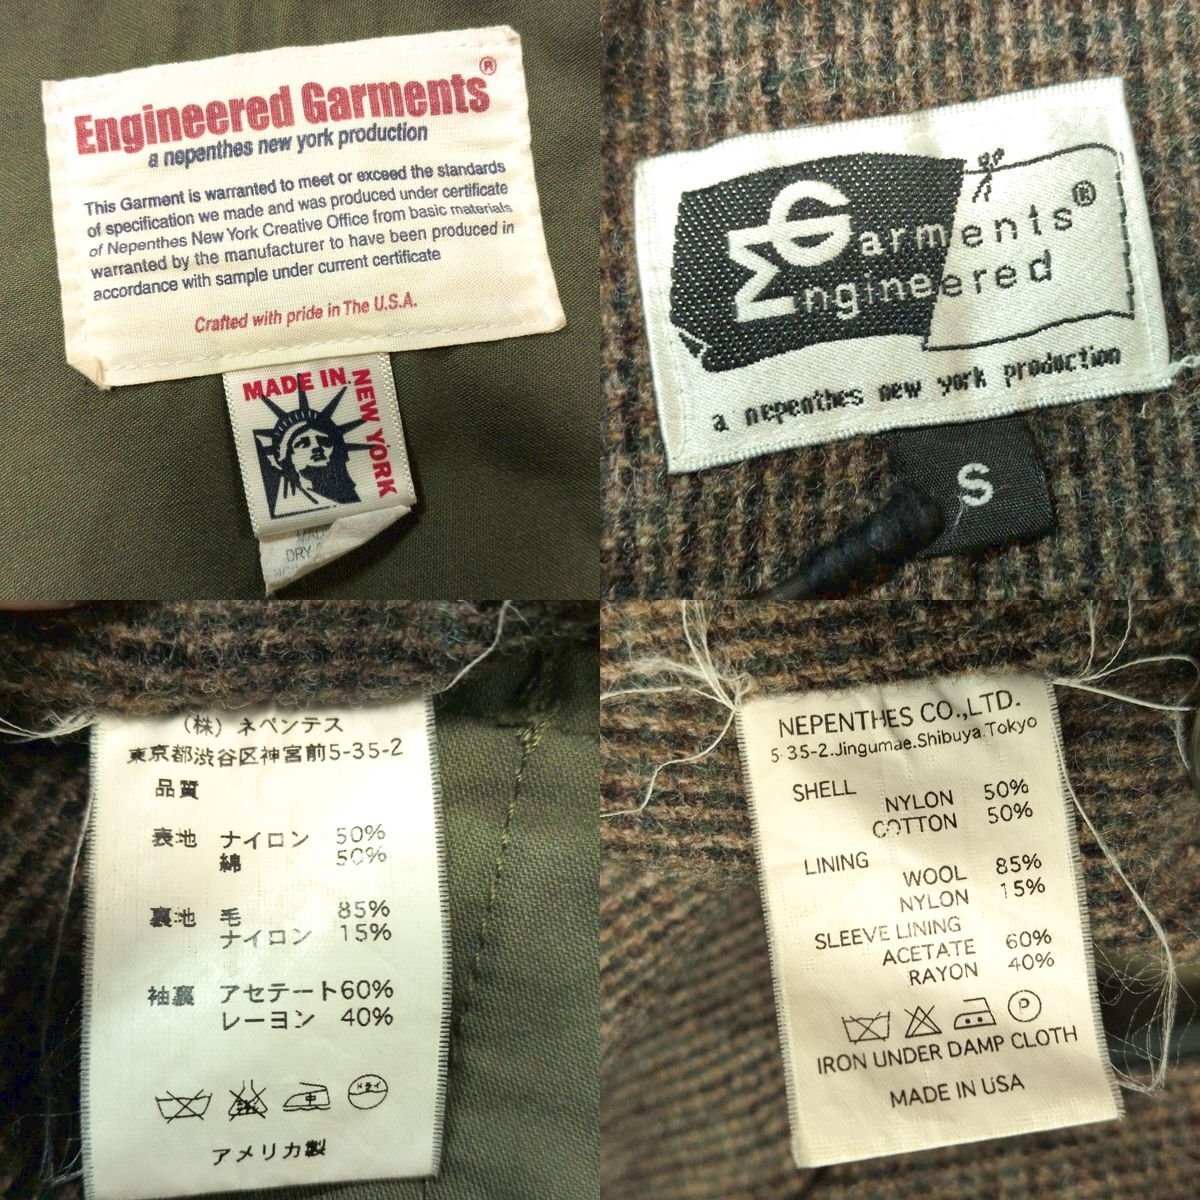 Engineered Garments®
a nepenthes new york production
This Garment is warranted to meet or exceed the standards
of specification we made and was produced under certificate
of Nepenthes New York Creative Office from basic materials
warranted by the manufacturer to have been produced in
accordance with sample under current certificate
Crafted with pride in The U.S.A.
MADE IN NEW YORK
DRY
Garments®
Engineered
a nepenthes new york production
S
(株) ネペンテス
東京都渋谷区神宮前5-35-2
品質
表地 ナイロン 50%
綿 50%
裏地 毛 85%
ナイロン 15%
袖裏 アセテート60%
レーヨン 40%
中 ドライ
アメリカ製
NEPENTHES CO.,LTD.
5-35-2.Jingumae.Shibuya.Tokyo
SHELL
NYLON 50%
COTTON 50%
LINING
WOOL 85%
NYLON 15%
SLEEVE LINING
ACETATE 60%
RAYON 40%
P
IRON UNDER DAMP CLOTH
MADE IN USA